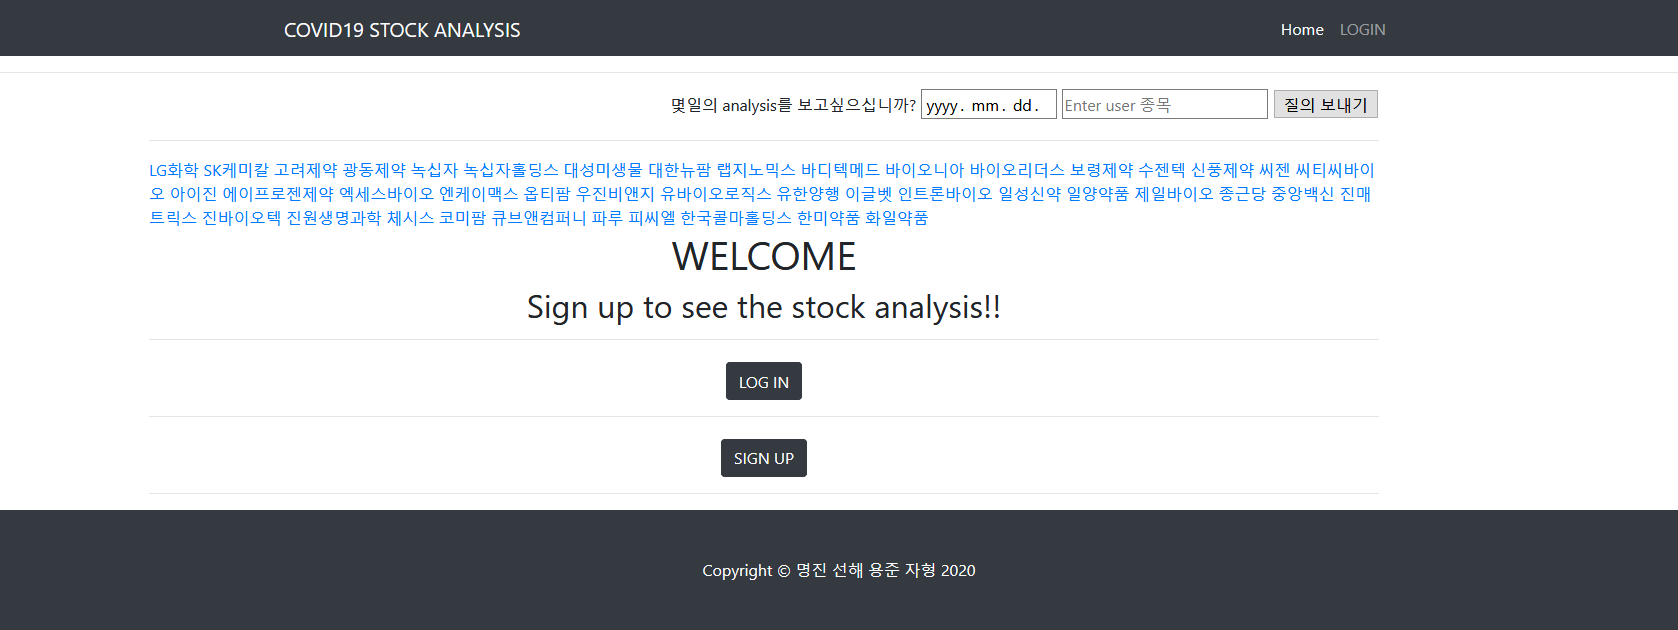 COVID19 STOCK ANALYSIS Home LOGIN
몇일의 analysis를 보고싶으십니까? yyyy. mm. dd. Enter user 종목 질의 보내기
LG화학 SK케미칼 고려제약 광동제약 녹십자 녹십자홀딩스 대성미생물 대한뉴팜 랩지노믹스 바디텍메드 바이오니아 바이오리더스 보령제약 수젠텍 신풍제약 씨젠 씨티씨바이
오 아이진 에이프로젠제약 엑세스바이오 엔케이맥스 옵티팜 우진비앤지 유바이오로직스 유한양행 이글벳 인트론바이오 일성신약 일양약품 제일바이오 종근당 중앙백신 진매
트릭스 진바이오텍 진원생명과학 체시스 코미팜 큐브앤컴퍼니 파루 피씨엘 한국콜마홀딩스 한미약품 화일약품
WELCOME
Sign up to see the stock analysis!!
LOG IN
SIGN UP
Copyright © 명진 선해 용준 자형 2020